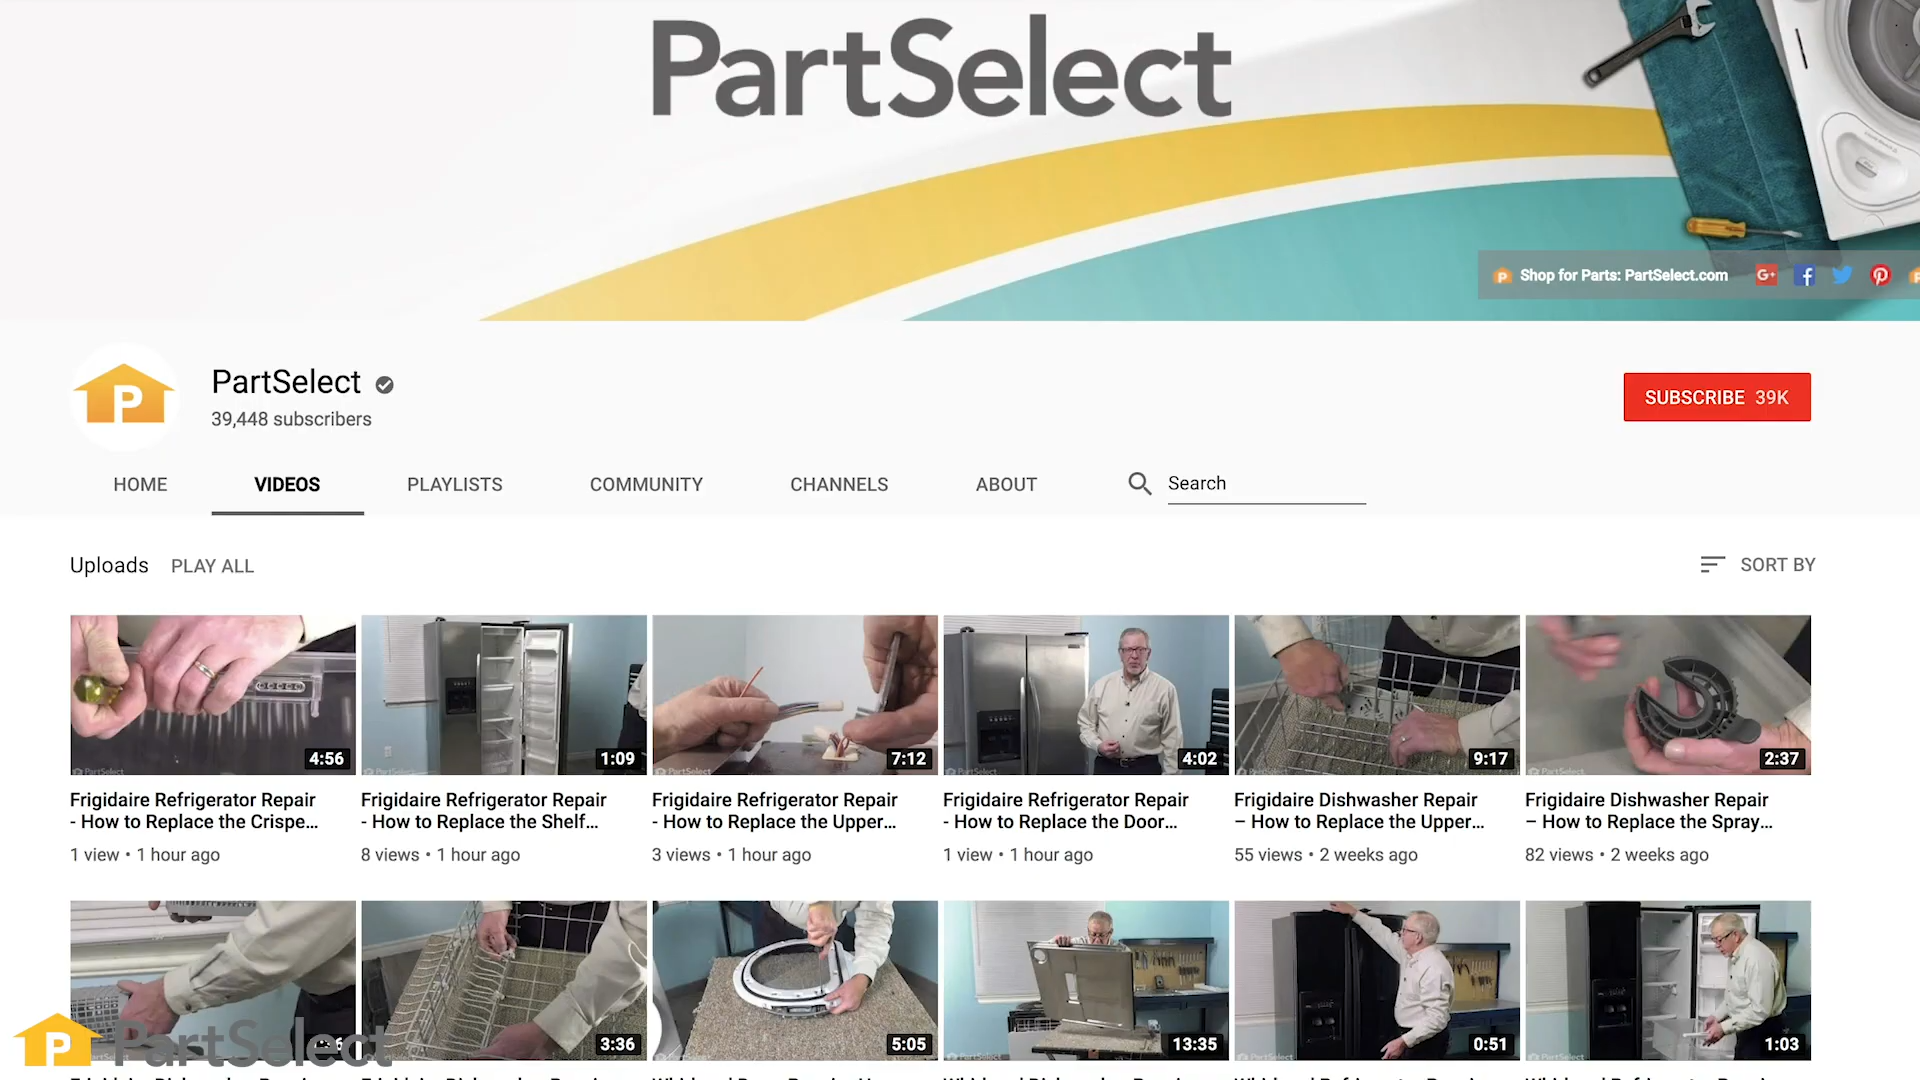 PartSelect
Shop for Parts: PartSelect.com
PartSelect
39,448 subscribers
SUBSCRIBE 39K
HOME
VIDEOS
PLAYLISTS
COMMUNITY
CHANNELS
ABOUT
Search
Uploads
PLAY ALL
SORT BY
4:56
1:09
7:12
4:02
9:17
2:37
Frigidaire Refrigerator Repair
- How to Replace the Crispe...
1 view • 1 hour ago
Frigidaire Refrigerator Repair
- How to Replace the Shelf...
8 views • 1 hour ago
Frigidaire Refrigerator Repair
- How to Replace the Upper...
3 views • 1 hour ago
Frigidaire Refrigerator Repair
- How to Replace the Door...
1 view • 1 hour ago
Frigidaire Dishwasher Repair
– How to Replace the Upper...
55 views • 2 weeks ago
Frigidaire Dishwasher Repair
– How to Replace the Spray...
82 views • 2 weeks ago
3:36
5:05
13:35
0:51
1:03
P PartSelect